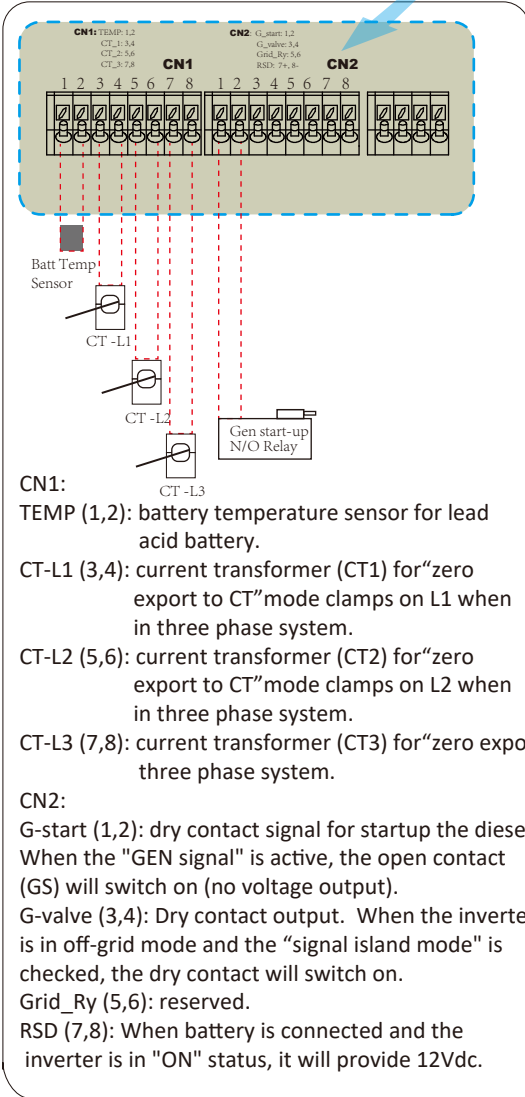 CN1: TEMP: 1,2
CT_1: 3,4
CT_2: 5,6
CT_3: 7,8
CN2: G_start: 1,2
G_valve: 3,4
Grid_Ry: 5,6
RSD: 7+, 8-
CN1
CN2
1 2 3 4 5 6 7 8
1 2 3 4 5 6 7 8
Batt Temp
Sensor
CT -L1
CT -L2
CT -L3
Gen start-up
N/O Relay
CN1:
TEMP (1,2): battery temperature sensor for lead
acid battery.
CT-L1 (3,4): current transformer (CT1) for“zero
export to CT”mode clamps on L1 when
in three phase system.
CT-L2 (5,6): current transformer (CT2) for“zero
export to CT”mode clamps on L2 when
in three phase system.
CT-L3 (7,8): current transformer (CT3) for“zero expo
three phase system.
CN2:
G-start (1,2): dry contact signal for startup the diese
When the "GEN signal" is active, the open contact
(GS) will switch on (no voltage output).
G-valve (3,4): Dry contact output. When the inverte
is in off-grid mode and the “signal island mode" is
checked, the dry contact will switch on.
Grid_Ry (5,6): reserved.
RSD (7,8): When battery is connected and the
inverter is in "ON" status, it will provide 12Vdc.